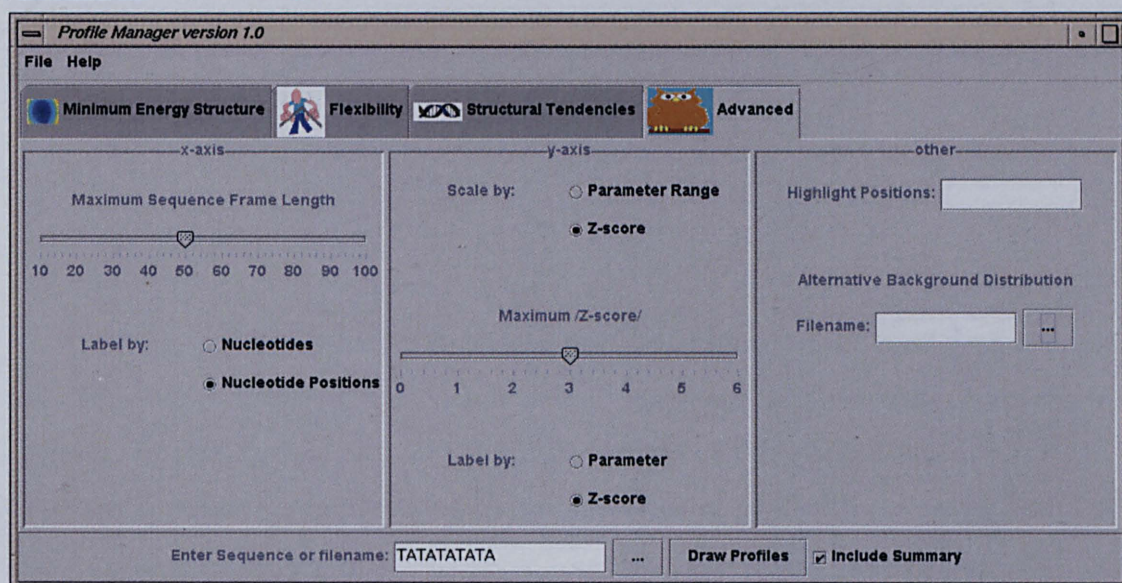 Profile Manager version 1.0
File Help
Minimum Energy Structure Flexibility Structural Tendencies Advanced
x-axis
Maximum Sequence Frame Length
10 20 30 40 50 60 70 80 90 100
Label by: Nucleotides
Nucleotide Positions
y-axis
Scale by: Parameter Range
Z-score
Maximum /Z-score/
0 1 2 3 4 5 6
Label by: Parameter
Z-score
other
Highlight Positions:
Alternative Background Distribution
Filename: ...
Enter Sequence or filename: TATATATATA ... Draw Profiles Include Summary